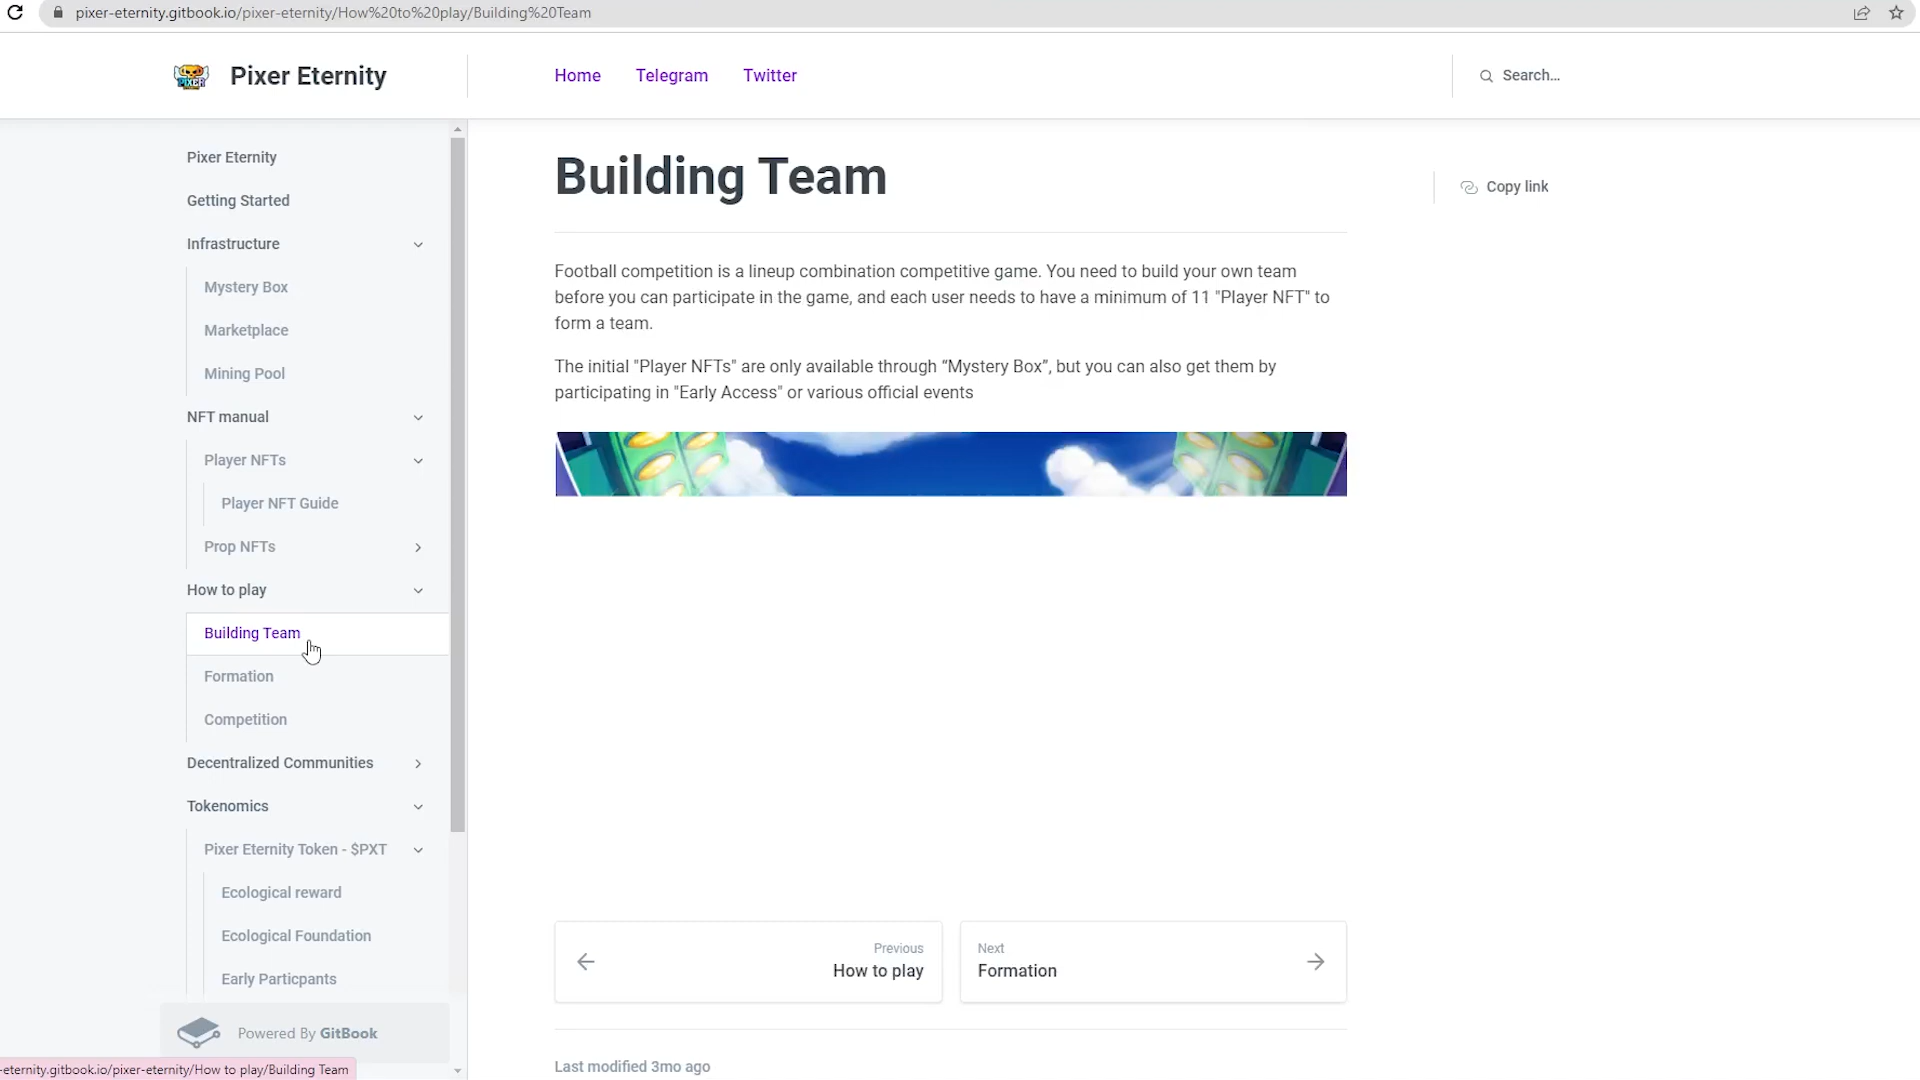 pixer-eternity.gitbook.io/pixer-eternity/How%20to%20play/Building%20Team
PIXER
Pixer Eternity
Home
Telegram
Twitter
Search...
Pixer Eternity
Getting Started
Infrastructure
Mystery Box
Marketplace
Mining Pool
NFT manual
Player NFTs
Player NFT Guide
Prop NFTs
How to play
Building Team
Formation
Competition
Decentralized Communities
Tokenomics
Pixer Eternity Token - $PXT
Ecological reward
Ecological Foundation
Early Particpants
Powered By GitBook
-eternity.gitbook.io/pixer-eternity/How to play/Building Team
Building Team
Copy link
Football competition is a lineup combination competitive game. You need to build your own team
before you can participate in the game, and each user needs to have a minimum of 11 "Player NFT" to
form a team.
The initial "Player NFTs" are only available through “Mystery Box”, but you can also get them by
participating in "Early Access" or various official events
Previous
How to play
Next
Formation
Last modified 3mo ago